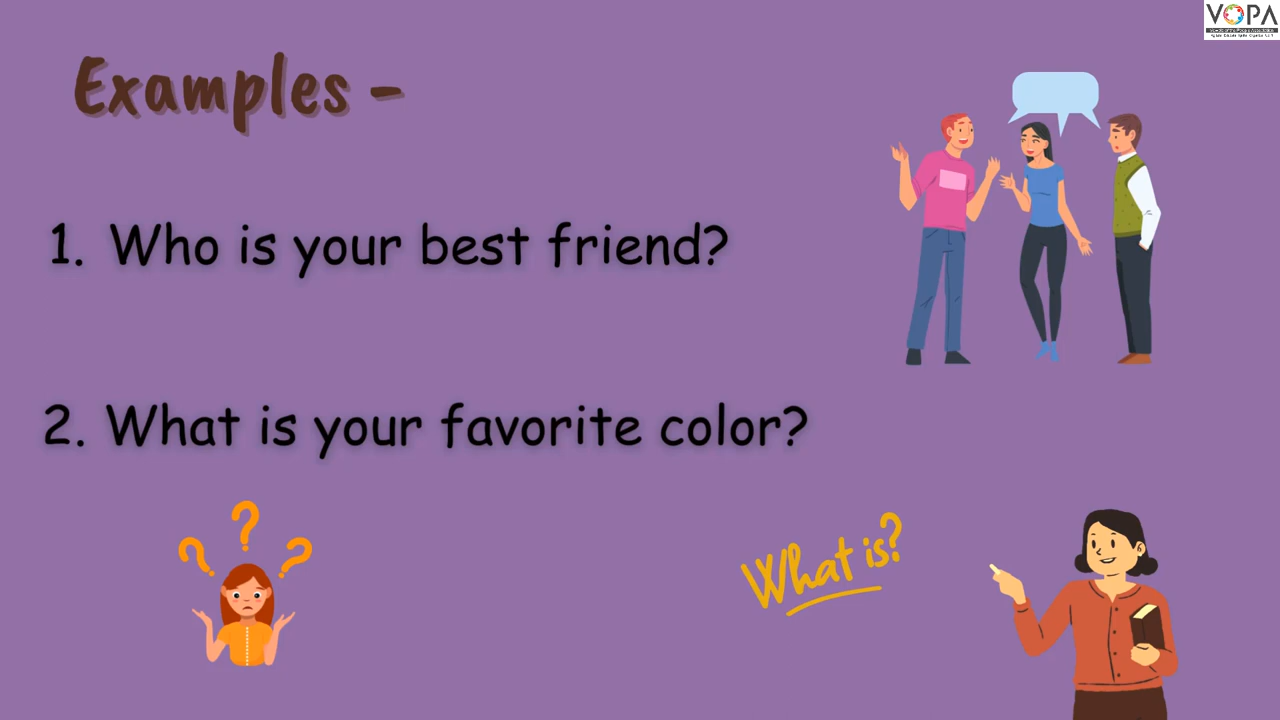 VOPA
Examples -
1. Who is your best friend?
2. What is your favorite color?
? ? ?
What is?